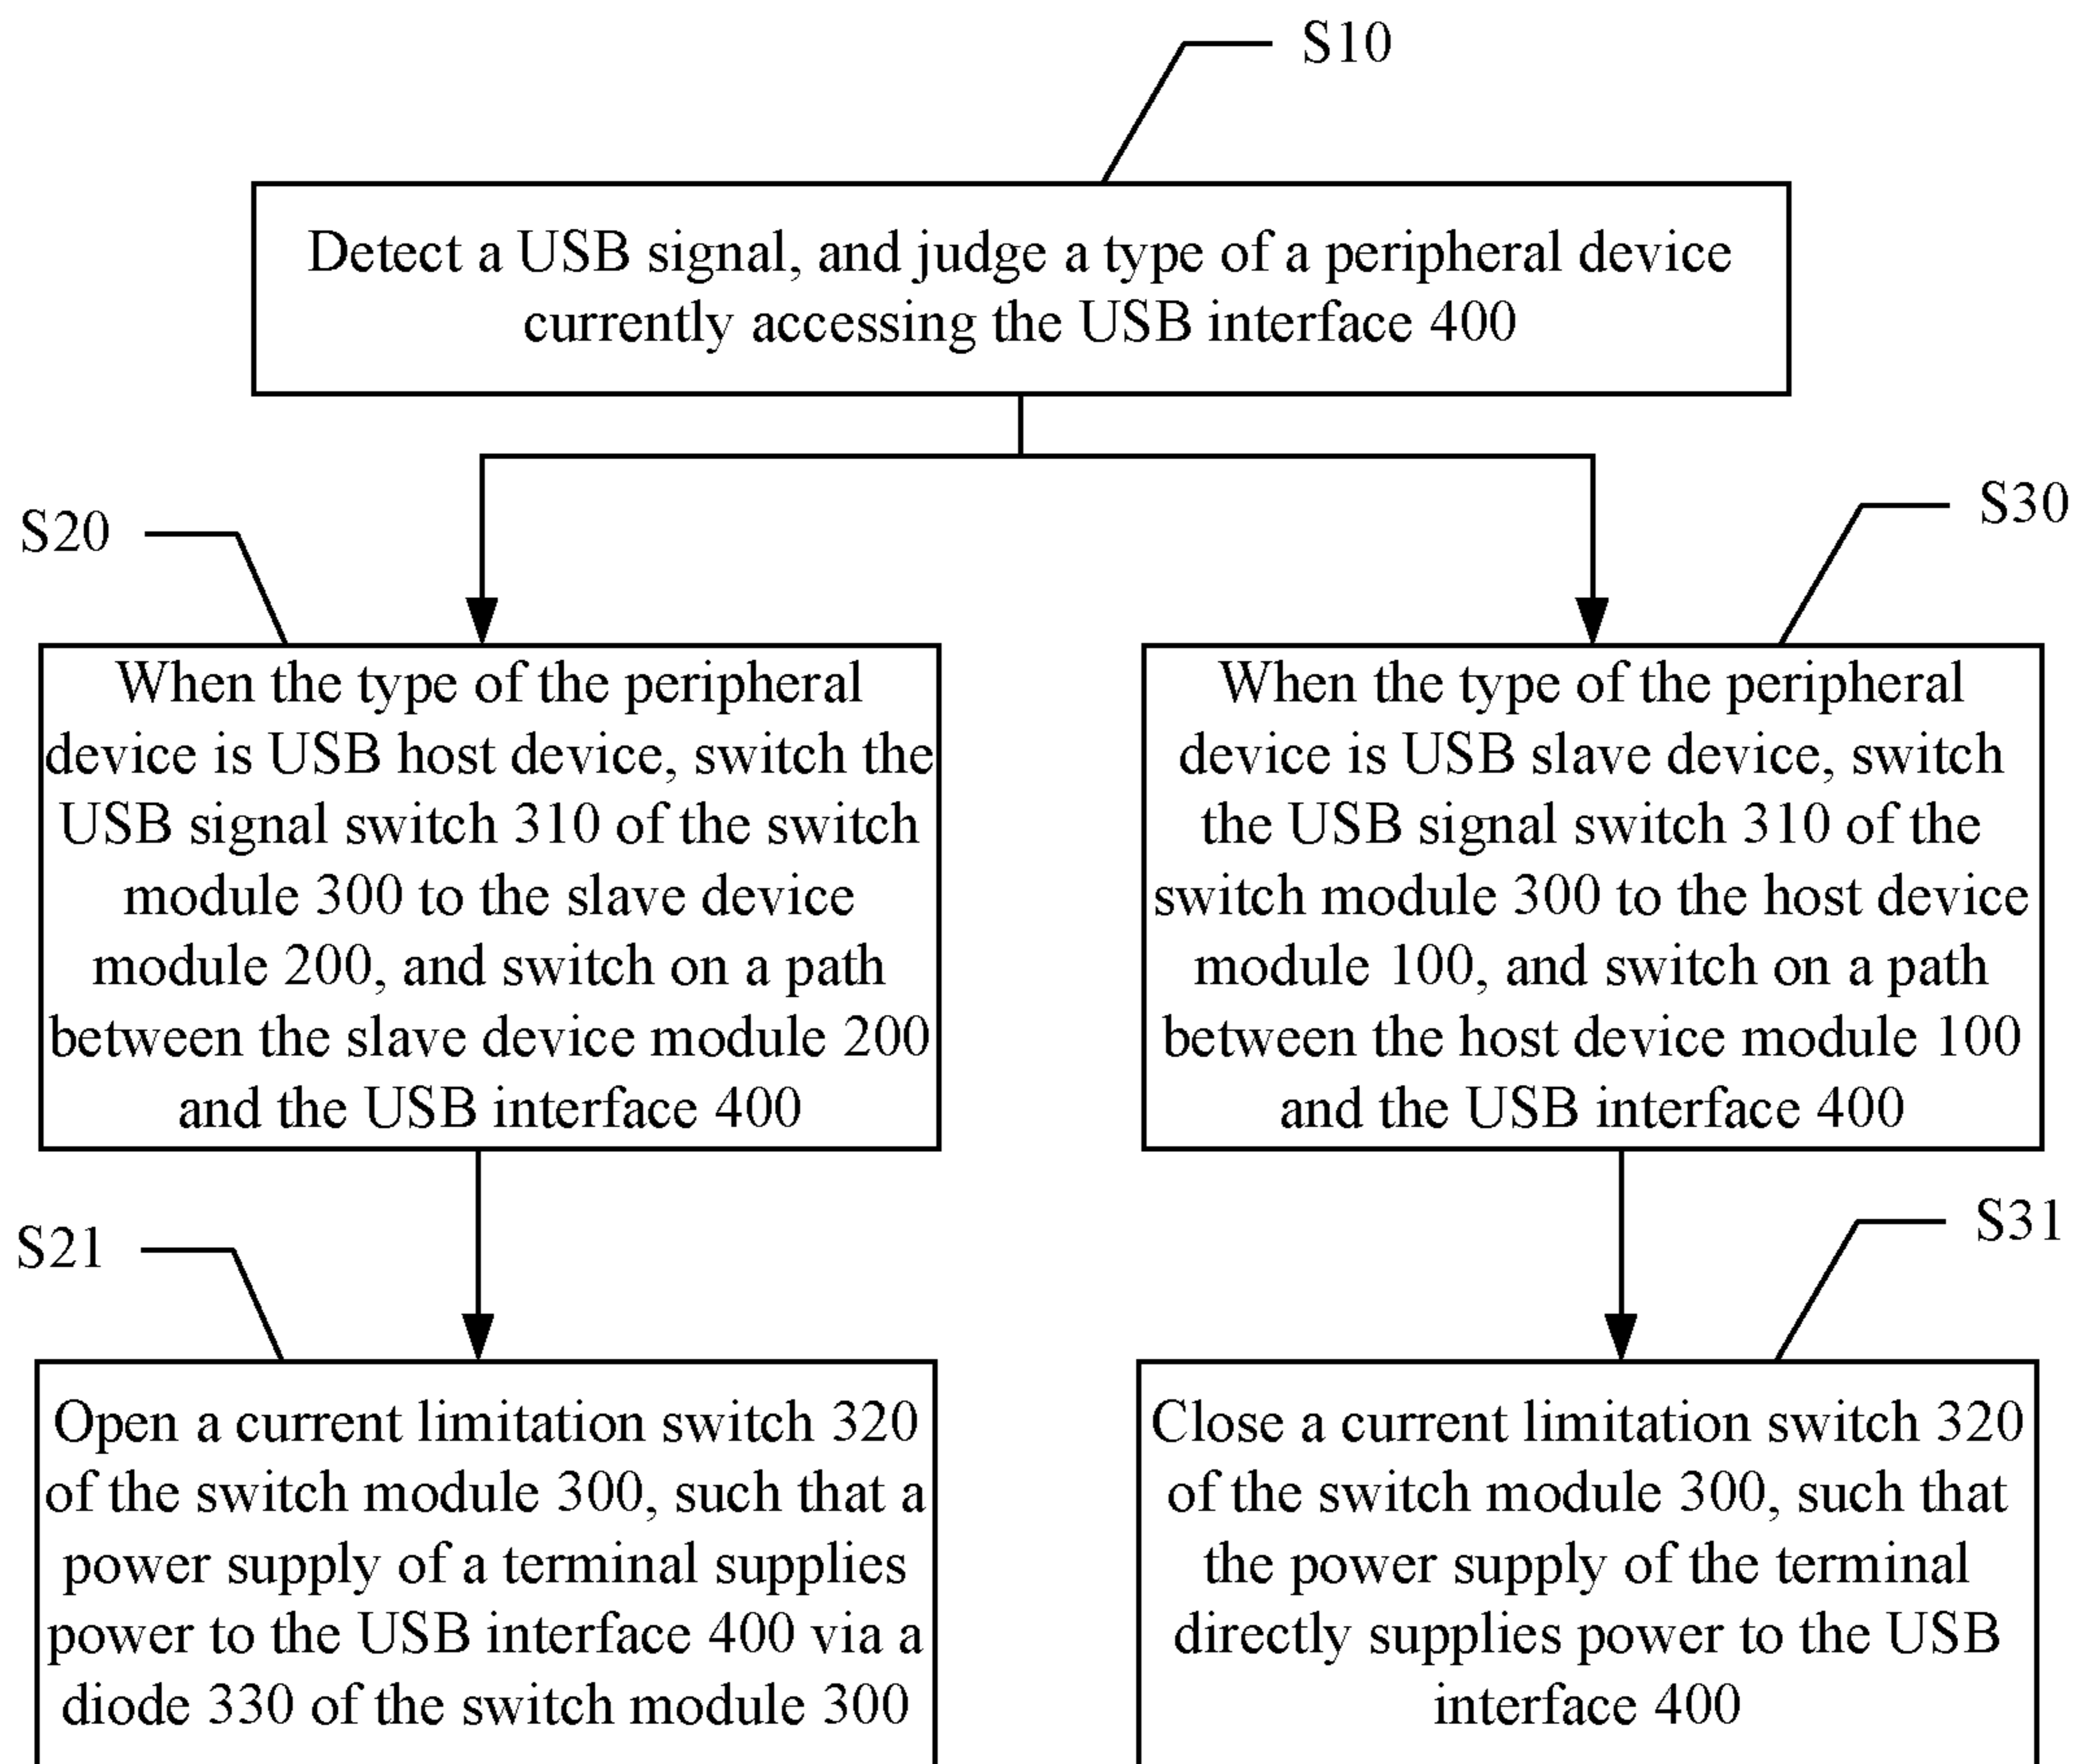 S10
Detect a USB signal, and judge a type of a peripheral device
currently accessing the USB interface 400
S20
When the type of the peripheral
device is USB host device, switch the
USB signal switch 310 of the switch
module 300 to the slave device
module 200, and switch on a path
between the slave device module 200
and the USB interface 400
S30
When the type of the peripheral
device is USB slave device, switch
the USB signal switch 310 of the
switch module 300 to the host device
module 100, and switch on a path
between the host device module 100
and the USB interface 400
S21
Open a current limitation switch 320
of the switch module 300, such that a
power supply of a terminal supplies
power to the USB interface 400 via a
diode 330 of the switch module 300
S31
Close a current limitation switch 320
of the switch module 300, such that
the power supply of the terminal
directly supplies power to the USB
interface 400